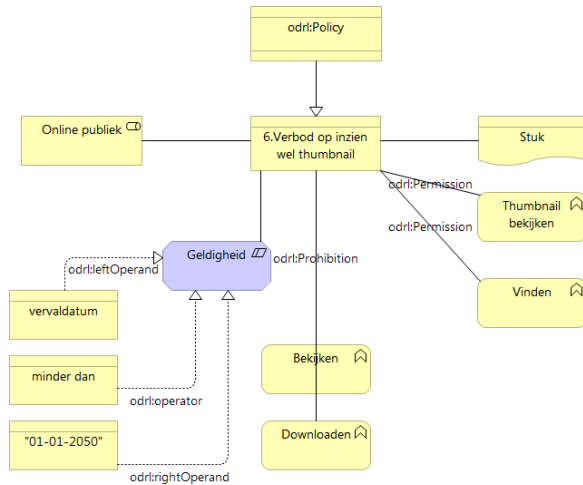 odrl:Policy
Online publiek
6.Verbod op inzien
wel thumbnail
Stuk
odrl:Permission
Thumbnail
bekijken
odrl:Permission
Geldigheid
odrl:Prohibition
odrl:leftOperand
Vinden
vervaldatum
Bekijken
minder dan
odrl:operator
Downloaden
"01-01-2050"
odrl:rightOperand